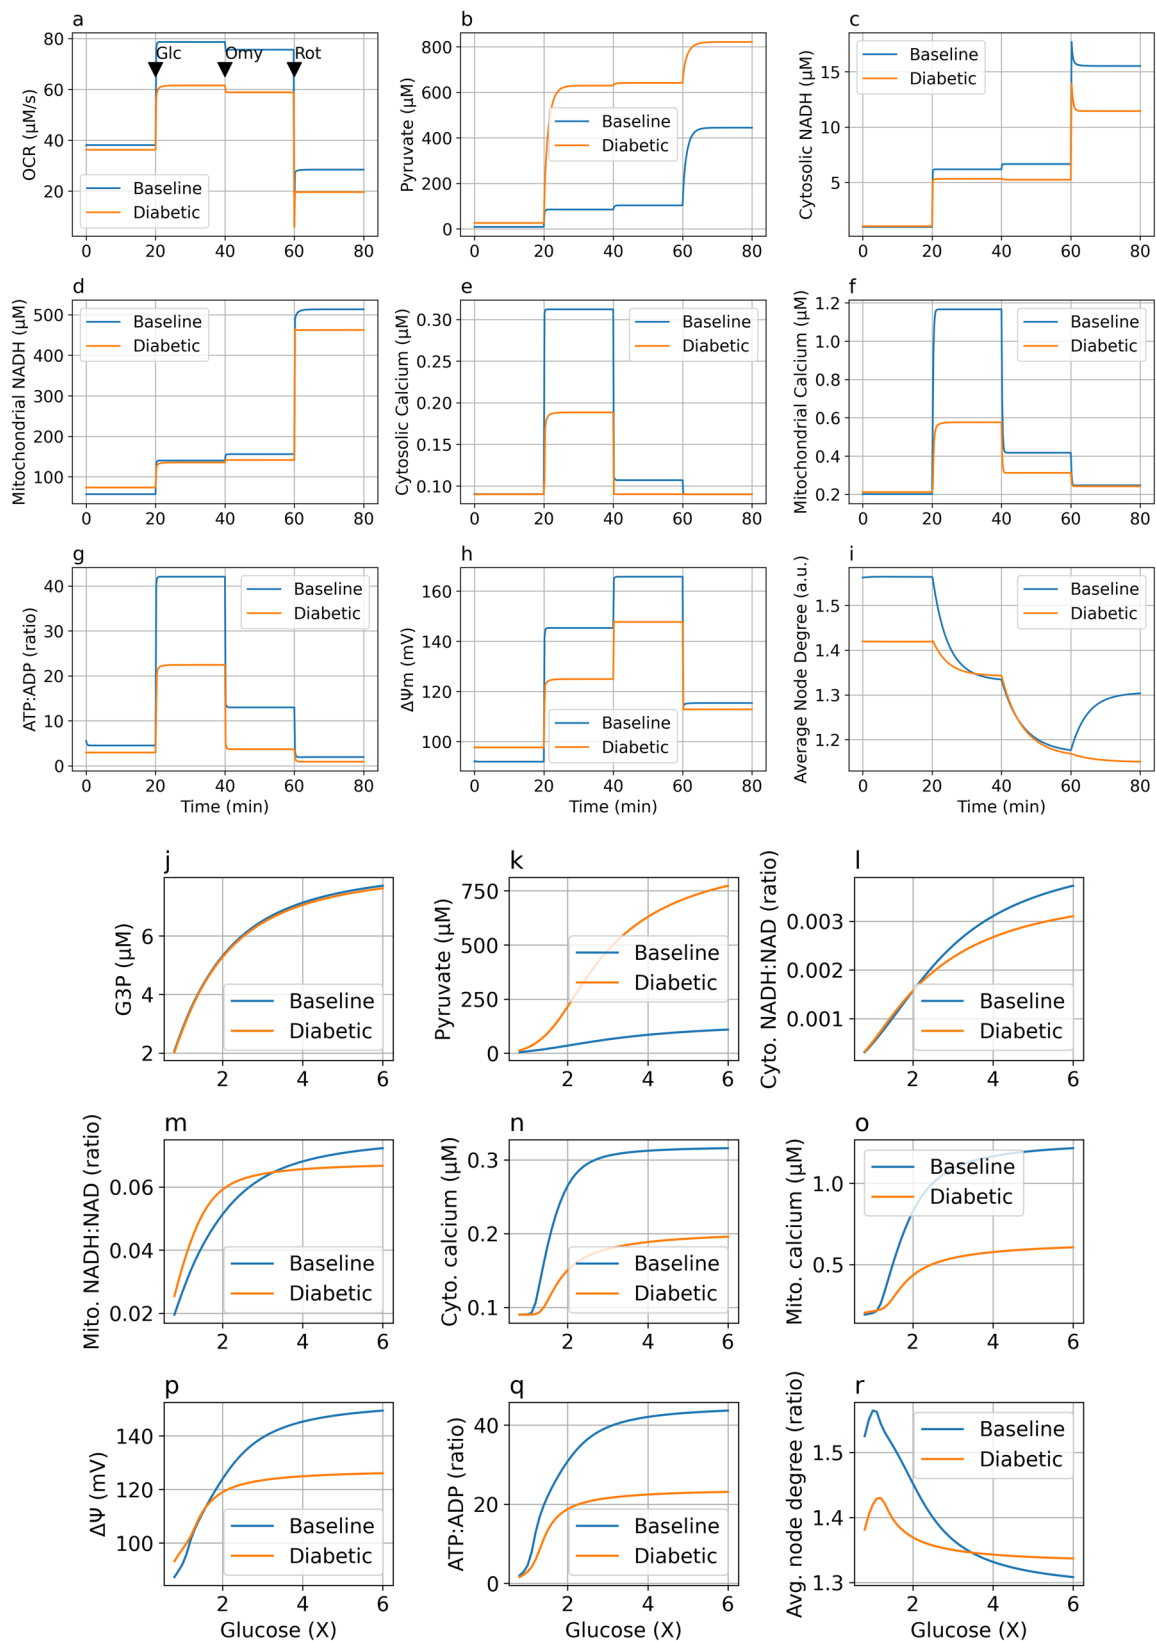 a
OCR (μM/s)
80
60
40
20
Glc
Omy
Rot
Baseline
Diabetic
0 20 40 60 80
b
Pyruvate (μM)
800
600
400
200
0
Baseline
Diabetic
0 20 40 60 80
c
Cytosolic NADH (μM)
15
10
5
Baseline
Diabetic
0 20 40 60 80
d
Mitochondrial NADH (μM)
500
400
300
200
100
Baseline
Diabetic
0 20 40 60 80
e
Cytosolic Calcium (μM)
0.30
0.25
0.20
0.15
0.10
Baseline
Diabetic
0 20 40 60 80
f
Mitochondrial Calcium (μM)
1.2
1.0
0.8
0.6
0.4
0.2
Baseline
Diabetic
0 20 40 60 80
g
ATP:ADP (ratio)
40
30
20
10
0
Baseline
Diabetic
0 20 40 60 80
Time (min)
h
ΔΨm (mV)
160
140
120
100
Baseline
Diabetic
0 20 40 60 80
Time (min)
i
Average Node Degree (a.u.)
1.5
1.4
1.3
1.2
Baseline
Diabetic
0 20 40 60 80
Time (min)
j
G3P (μM)
6
4
2
Baseline
Diabetic
2 4 6
k
Pyruvate (μM)
750
500
250
0
Baseline
Diabetic
2 4 6
l
Cyto. NADH:NAD (ratio)
0.003
0.002
0.001
Baseline
Diabetic
2 4 6
m
Mito. NADH:NAD (ratio)
0.06
0.04
0.02
Baseline
Diabetic
2 4 6
n
Cyto. calcium (μM)
0.3
0.2
0.1
Baseline
Diabetic
2 4 6
o
Mito. calcium (μM)
1.0
0.5
Baseline
Diabetic
2 4 6
p
ΔΨ (mV)
140
120
100
Baseline
Diabetic
2 4 6
Glucose (X)
q
ATP:ADP (ratio)
40
20
0
Baseline
Diabetic
2 4 6
Glucose (X)
r
Avg. node degree (ratio)
1.5
1.4
1.3
Baseline
Diabetic
2 4 6
Glucose (X)